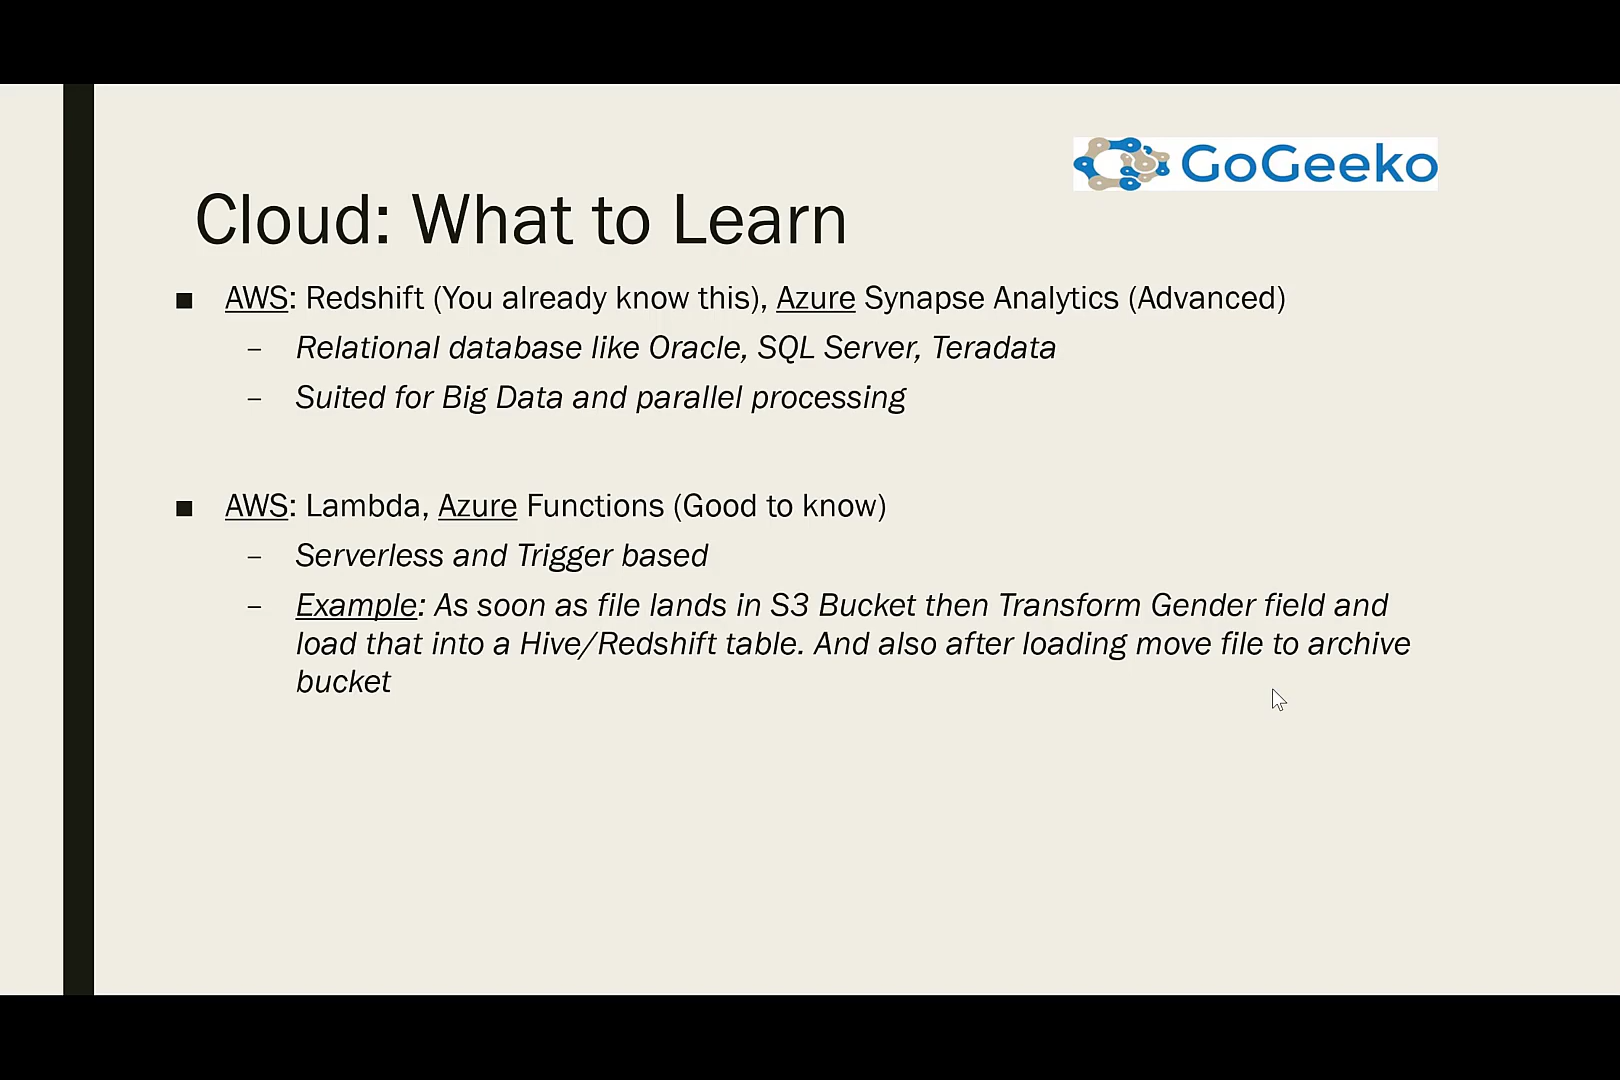 GoGeeko
Cloud: What to Learn
■ AWS: Redshift (You already know this), Azure Synapse Analytics (Advanced)
– Relational database like Oracle, SQL Server, Teradata
– Suited for Big Data and parallel processing
■ AWS: Lambda, Azure Functions (Good to know)
– Serverless and Trigger based
– Example: As soon as file lands in S3 Bucket then Transform Gender field and
load that into a Hive/Redshift table. And also after loading move file to archive
bucket